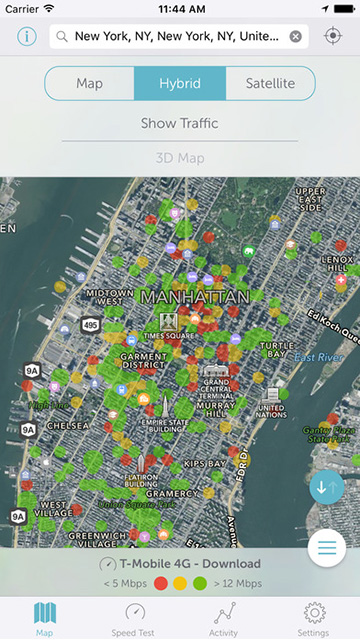 Carrier
11:44 AM
New York, NY, New York, NY, Unite...
Map
Hybrid
Satellite
Show Traffic
3D Map
UPPER
EAST
SIDE
EN
LENOX
HILL
MIDTOWN
WEST
MANHATTAN
495
TIMES SQUARE
Ed Koch Que
TURTLE
BAY
East River
9A
GARMENT
DISTRICT
GRAND
CENTRAL
TERMINAL
High Line
MURRAY
HILL
UNITED
NATIONS
EMPIRE STATE
BUILDING
CHELSEA
9A
Gantry Plaza
State Park
KIPS BAY
FDR D
FLATIRON
BUILDING
GRAMERCY
Union Square Park
WEST
VILLAGE
9A
Avenue
GREENWICH
VILLAGE
E 1
T-Mobile 4G - Download
< 5 Mbps
> 12 Mbps
Map
Speed Test
Activity
Settings